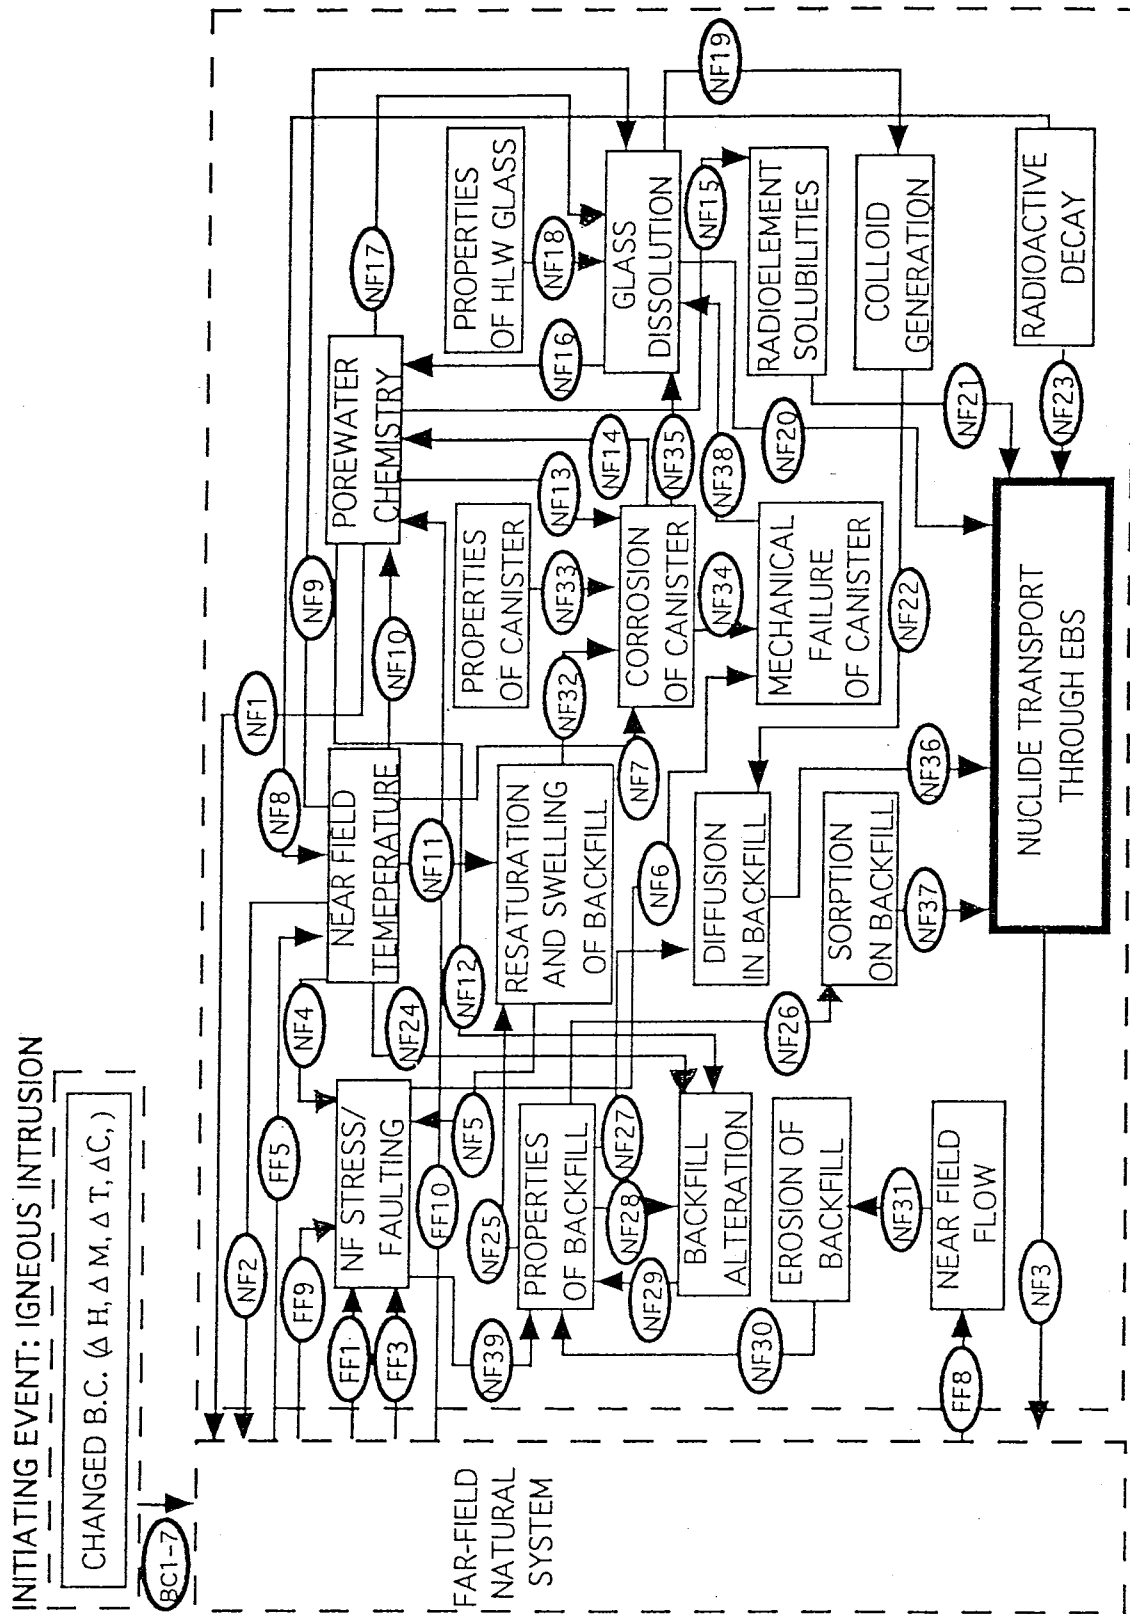 INITIATING EVENT: IGNEOUS INTRUSION
CHANGED B.C. (Δ H, Δ M, Δ T, ΔC,)
BC1-7
FAR-FIELD
NATURAL
SYSTEM
NF1
NF2
FF5
NF8
NF9
NF4
FF9
FF1
FF3
NF STRESS/
FAULTING
NEAR FIELD
TEMEPERATURE
NF10
POREWATER
CHEMISTRY
NF17
NF24
NF11
FF10
NF39
NF5
NF12
NF25
PROPERTIES
OF CANISTER
NF13
NF14
NF16
PROPERTIES
OF HLW GLASS
NF18
NF19
PROPERTIES
OF BACKFILL
RESATURATION
AND SWELLING
OF BACKFILL
NF32
NF33
CORROSION
OF CANISTER
NF35
GLASS
DISSOLUTION
NF15
NF29
NF28
NF27
NF6
NF7
NF34
NF38
NF20
BACKFILL
ALTERATION
DIFFUSION
IN BACKFILL
MECHANICAL
FAILURE
OF CANISTER
RADIOELEMENT
SOLUBILITIES
NF30
EROSION OF
BACKFILL
NF26
SORPTION
ON BACKFILL
NF22
COLLOID
GENERATION
NF31
NF37
NF36
NF21
FF8
NEAR FIELD
FLOW
NF3
NUCLIDE TRANSPORT
THROUGH EBS
NF23
RADIOACTIVE
DECAY